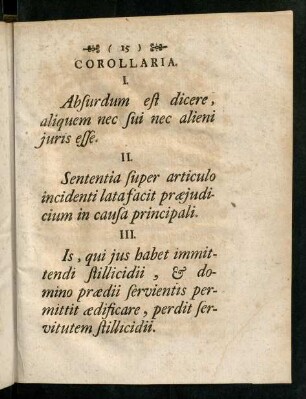 ( 15 )
COROLLARIA.
I.
Abſurdum eſt dicere,
aliquem nec ſui nec alieni
juris eſſe.
II.
Sententia ſuper articulo
incidenti lata facit præjudi-
cium in cauſa principali.
III.
Is, qui jus habet immit-
tendi ſtillicidii, & do-
mino prædii ſervientis per-
mittit ædificare, perdit ſer-
vitutem ſtillicidii.